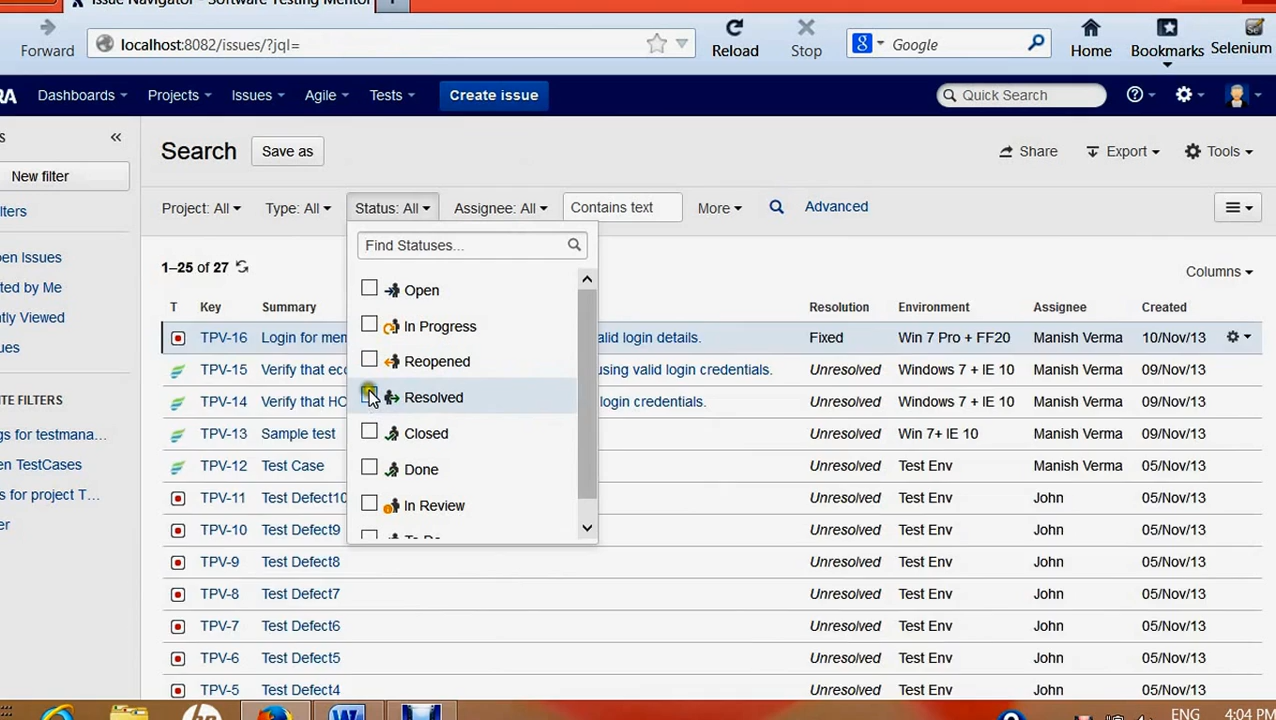 Issue Navigator - Software Testing Mentor
Forward
localhost:8082/issues/?jql=
Reload
Stop
Google
Home
Bookmarks
Selenium
RA
Dashboards
Projects
Issues
Agile
Tests
Create issue
Quick Search
S
New filter
ilters
Search
Save as
Share
Export
Tools
Project: All
Type: All
Status: All
Assignee: All
Contains text
More
Advanced
pen Issues
ted by Me
ntly Viewed
ues
ITE FILTERS
gs for testmana...
en TestCases
s for project T...
er
Find Statuses...
Open
In Progress
Reopened
Resolved
Closed
Done
In Review
To Do
1–25 of 27
Columns
T Key Summary Resolution Environment Assignee Created
TPV-16 Login for mem alid login details. Fixed Win 7 Pro + FF20 Manish Verma 10/Nov/13
TPV-15 Verify that ecc using valid login credentials. Unresolved Windows 7 + IE 10 Manish Verma 09/Nov/13
TPV-14 Verify that HO login credentials. Unresolved Windows 7 + IE 10 Manish Verma 09/Nov/13
TPV-13 Sample test Unresolved Win 7+ IE 10 Manish Verma 09/Nov/13
TPV-12 Test Case Unresolved Test Env Manish Verma 05/Nov/13
TPV-11 Test Defect10 Unresolved Test Env John 05/Nov/13
TPV-10 Test Defect9 Unresolved Test Env John 05/Nov/13
TPV-9 Test Defect8 Unresolved Test Env John 05/Nov/13
TPV-8 Test Defect7 Unresolved Test Env John 05/Nov/13
TPV-7 Test Defect6 Unresolved Test Env John 05/Nov/13
TPV-6 Test Defect5 Unresolved Test Env John 05/Nov/13
TPV-5 Test Defect4 Unresolved Test Env John 05/Nov/13
ENG
4:04 PM